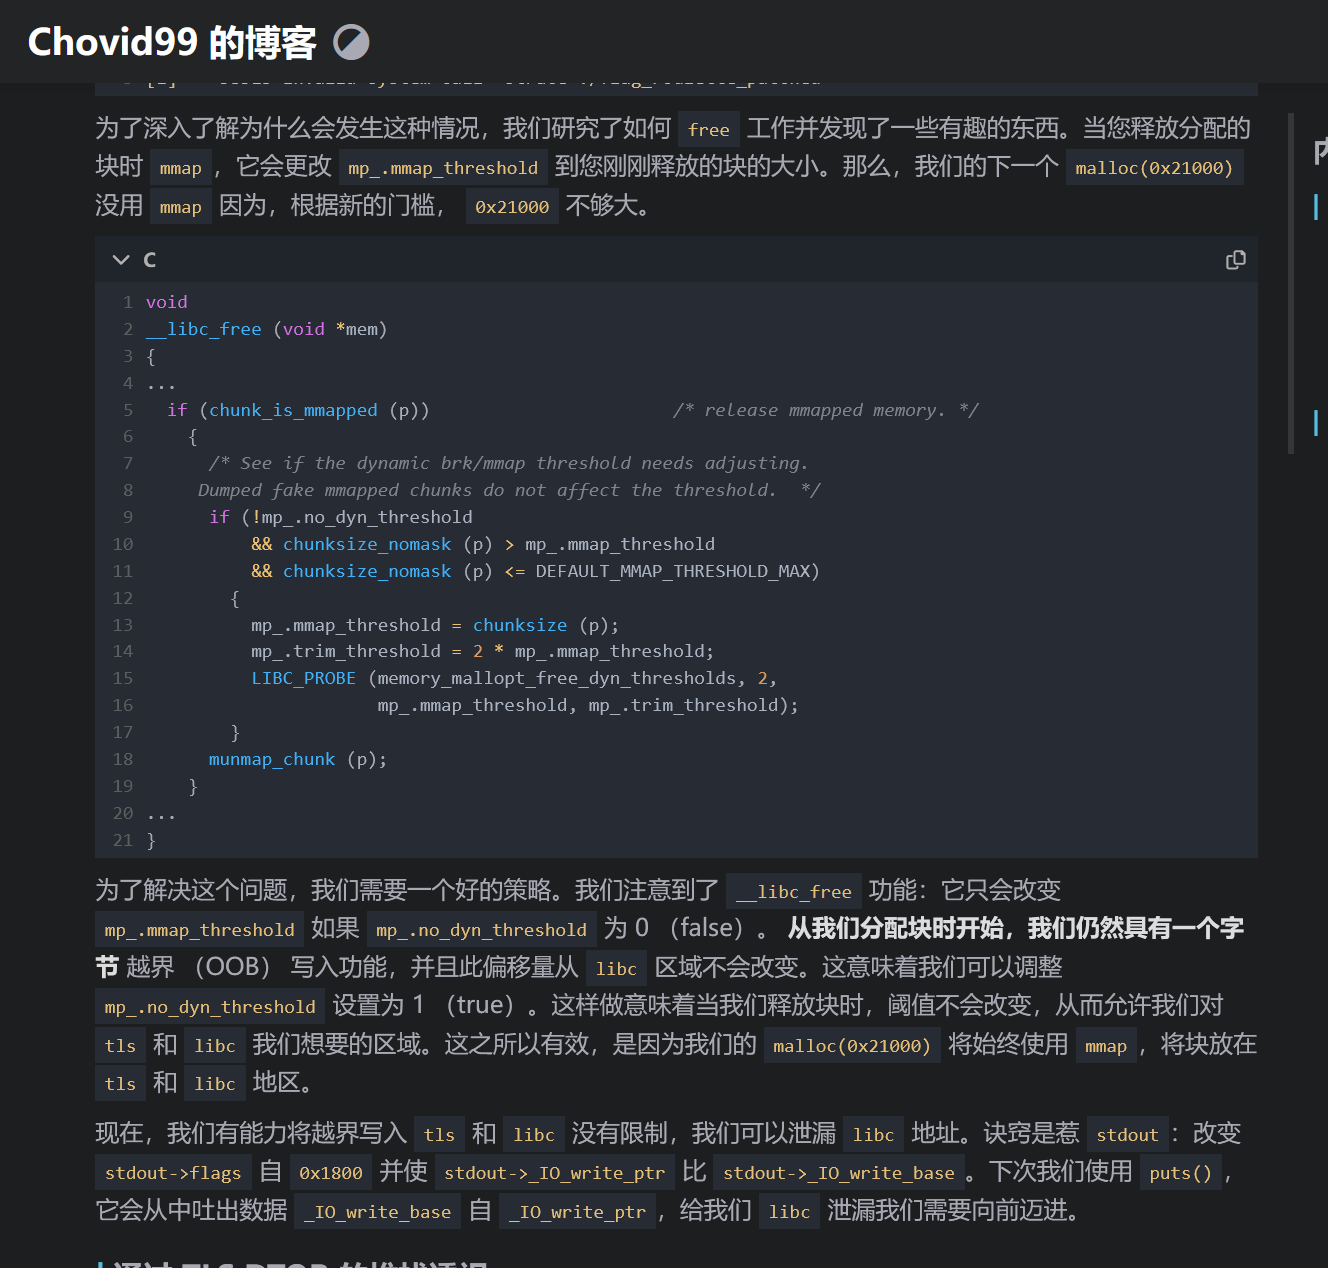 Chovid99 的博客
为了深入了解为什么会发生这种情况，我们研究了如何 free 工作并发现了一些有趣的东西。当您释放分配的
块时 mmap ，它会更改 mp_.mmap_threshold 到您刚刚释放的块的大小。那么，我们的下一个 malloc(0x21000)
没用 mmap 因为，根据新的门槛， 0x21000 不够大。
C
1 void
2 __libc_free (void *mem)
3 {
4 ...
5 if (chunk_is_mmapped (p)) /* release mmapped memory. */
6 {
7 /* See if the dynamic brk/mmap threshold needs adjusting.
8 Dumped fake mmapped chunks do not affect the threshold. */
9 if (!mp_.no_dyn_threshold
10 && chunksize_nomask (p) > mp_.mmap_threshold
11 && chunksize_nomask (p) <= DEFAULT_MMAP_THRESHOLD_MAX)
12 {
13 mp_.mmap_threshold = chunksize (p);
14 mp_.trim_threshold = 2 * mp_.mmap_threshold;
15 LIBC_PROBE (memory_mallopt_free_dyn_thresholds, 2,
16 mp_.mmap_threshold, mp_.trim_threshold);
17 }
18 munmap_chunk (p);
19 }
20 ...
21 }
为了解决这个问题，我们需要一个好的策略。我们注意到了 __libc_free 功能：它只会改变
mp_.mmap_threshold 如果 mp_.no_dyn_threshold 为 0 （false）。 从我们分配块时开始，我们仍然具有一个字
节 越界 （OOB） 写入功能，并且此偏移量从 libc 区域不会改变。这意味着我们可以调整
mp_.no_dyn_threshold 设置为 1 （true）。这样做意味着当我们释放块时，阈值不会改变，从而允许我们对
tls 和 libc 我们想要的区域。这之所以有效，是因为我们的 malloc(0x21000) 将始终使用 mmap ，将块放在
tls 和 libc 地区。
现在，我们有能力将越界写入 tls 和 libc 没有限制，我们可以泄漏 libc 地址。诀窍是惹 stdout ：改变
stdout->flags 自 0x1800 并使 stdout->_IO_write_ptr 比 stdout->_IO_write_base 。下次我们使用 puts() ，
它会从中吐出数据 _IO_write_base 自 _IO_write_ptr ，给我们 libc 泄漏我们需要向前迈进。